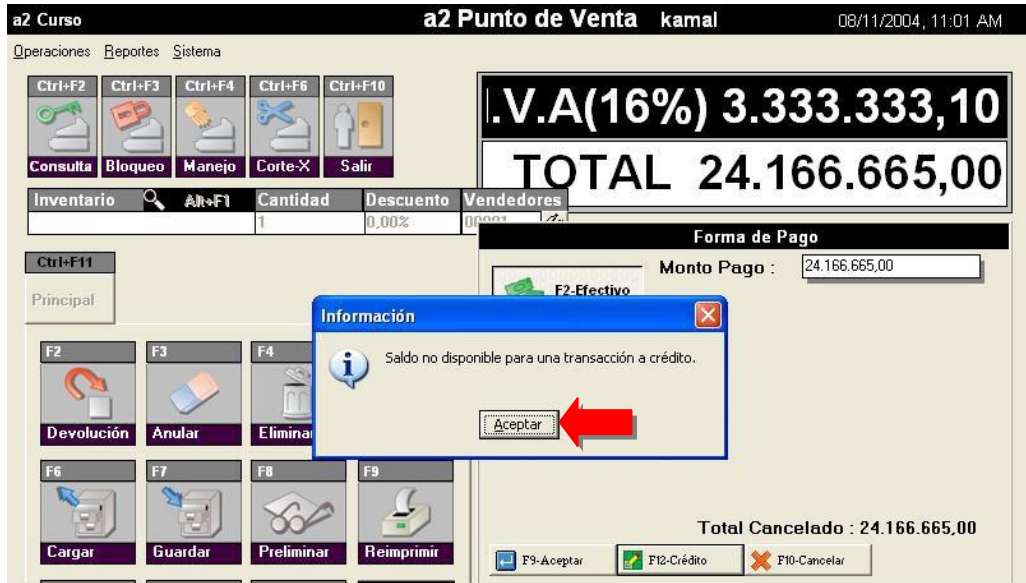 a2 Curso
a2 Punto de Venta kamal
08/11/2004, 11:01 AM
Operaciones Reportes Sistema
Ctrl+F2 Ctrl+F3 Ctrl+F4 Ctrl+F6 Ctrl+F10
Consulta Bloqueo Manejo Corte-X Salir
.V.A(16%) 3.333.333,10
TOTAL 24.166.665,00
Inventario Alt+F1 Cantidad Descuento Vendedores
1 0,00% 00001
Forma de Pago
Monto Pago : 24.166.665,00
F2-Efectivo
Ctrl+F11
Principal
Información
Saldo no disponible para una transacción a crédito.
Aceptar
F2 F3 F4
Devolución Anular Elimina
F6 F7 F8 F9
Cargar Guardar Preliminar Reimprimir
Total Cancelado : 24.166.665,00
F9-Aceptar F12-Crédito F10-Cancelar